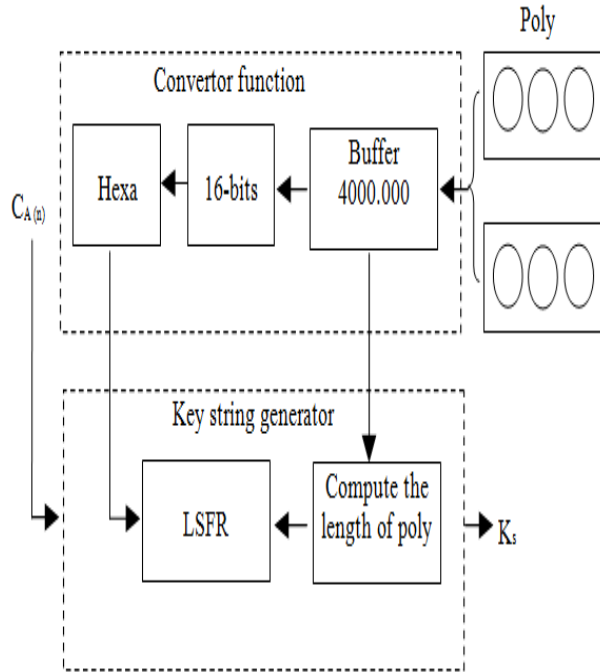 Poly
Convertor function
Hexa
16-bits
Buffer
4000.000
CA (n)
Key string generator
LSFR
Compute the
length of poly
Ks